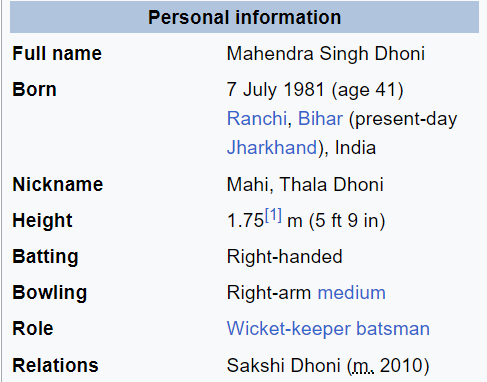 Personal information
Full name Mahendra Singh Dhoni
Born 7 July 1981 (age 41)
Ranchi, Bihar (present-day
Jharkhand), India
Nickname Mahi, Thala Dhoni
Height 1.75[1] m (5 ft 9 in)
Batting Right-handed
Bowling Right-arm medium
Role Wicket-keeper batsman
Relations Sakshi Dhoni (m. 2010)